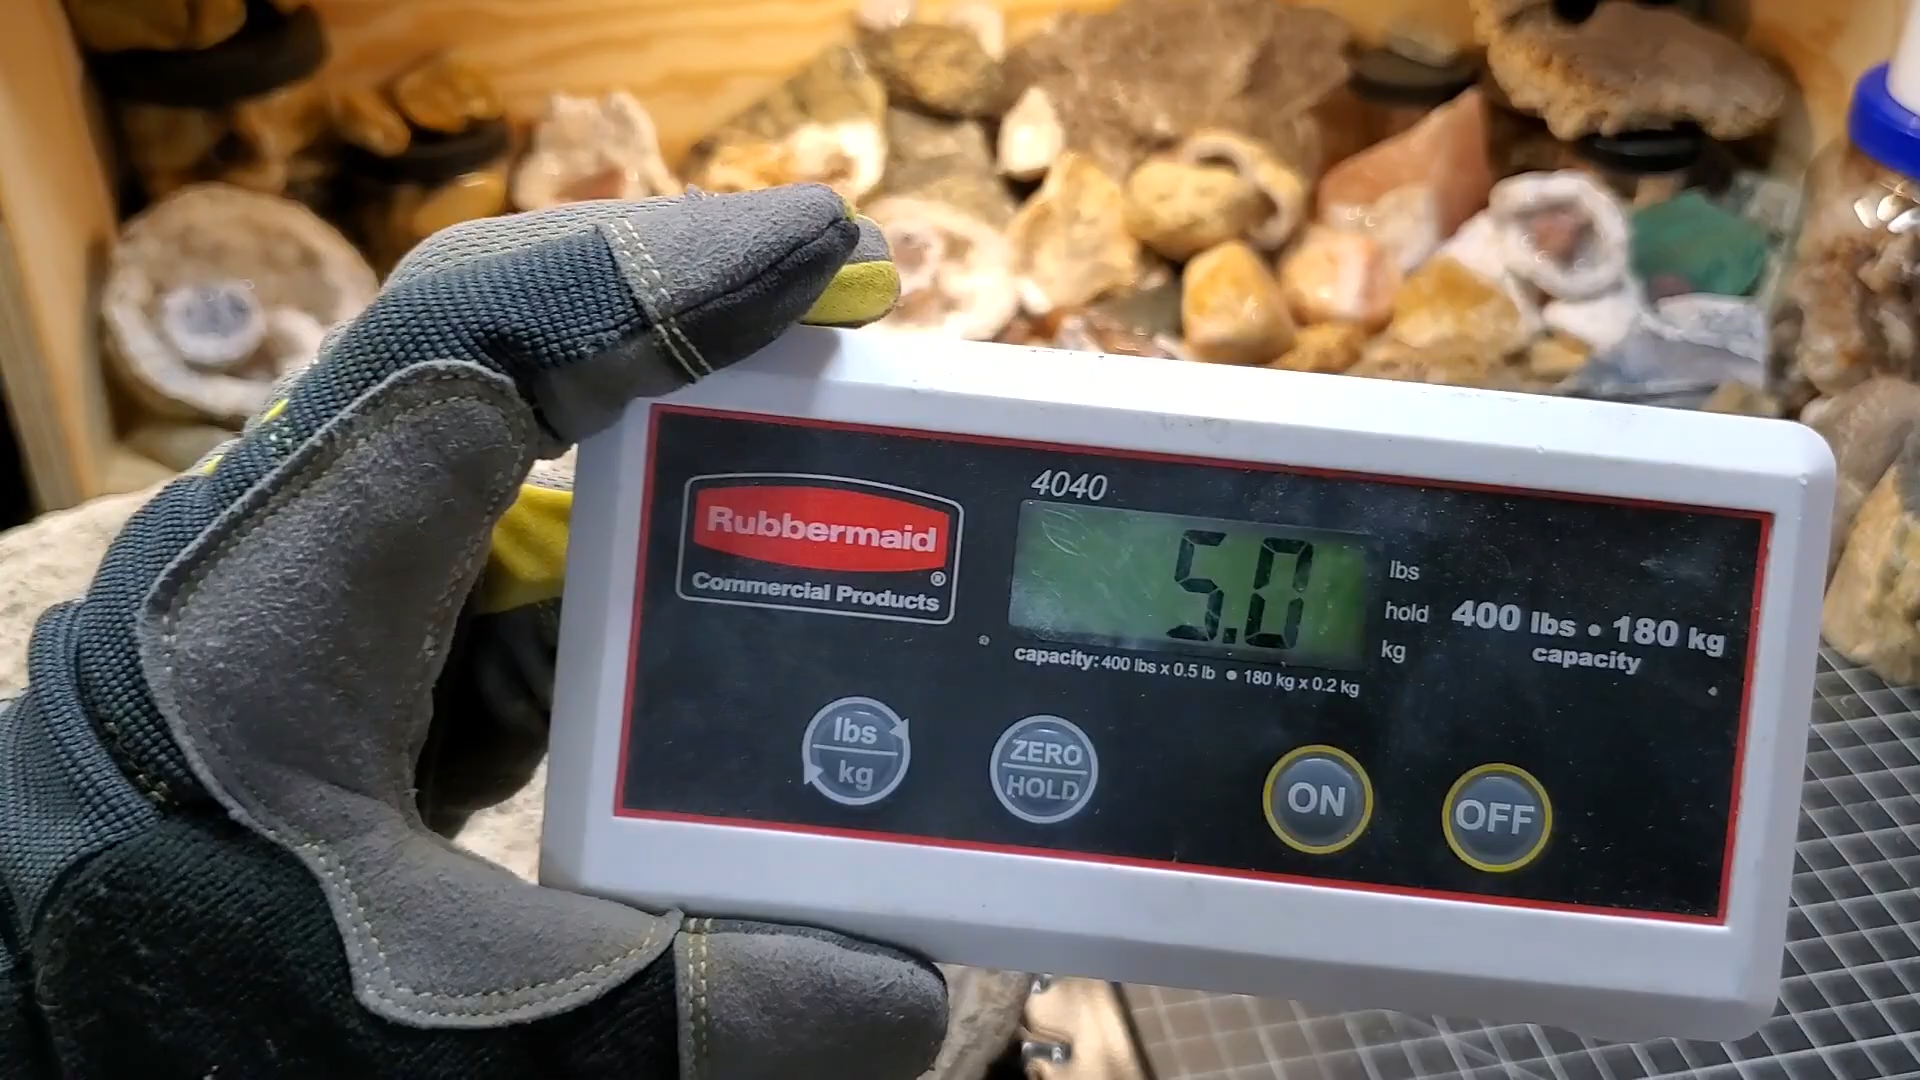 4040
Rubbermaid
®
Commercial Products
5.0
lbs
hold
kg
400 lbs • 180 kg
capacity
capacity: 400 lbs x 0.5 lb • 180 kg x 0.2 kg
lbs
kg
ZERO
HOLD
ON
OFF